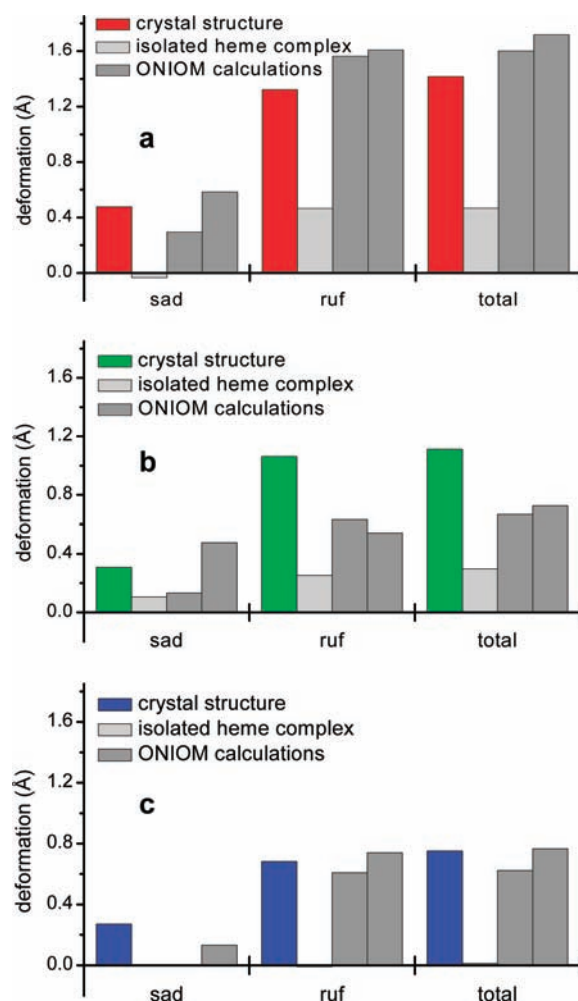 crystal structure
isolated heme complex
ONIOM calculations
a
deformation (Å)
1.6
1.2
0.8
0.4
0.0
sad ruf total
crystal structure
isolated heme complex
ONIOM calculations
b
deformation (Å)
1.6
1.2
0.8
0.4
0.0
sad ruf total
crystal structure
isolated heme complex
ONIOM calculations
c
deformation (Å)
1.6
1.2
0.8
0.4
0.0
sad ruf total